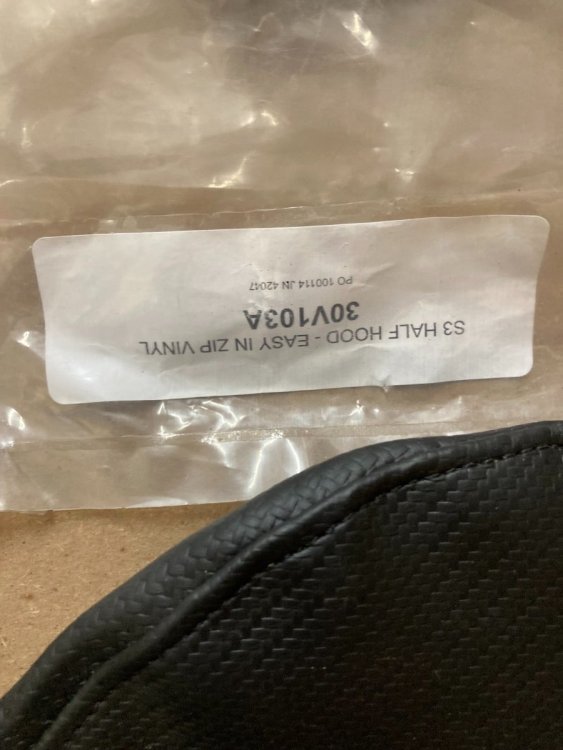 S3 HALF HOOD - EASY IN ZIP VINYL
30V103A
PO 100114 JN 42047